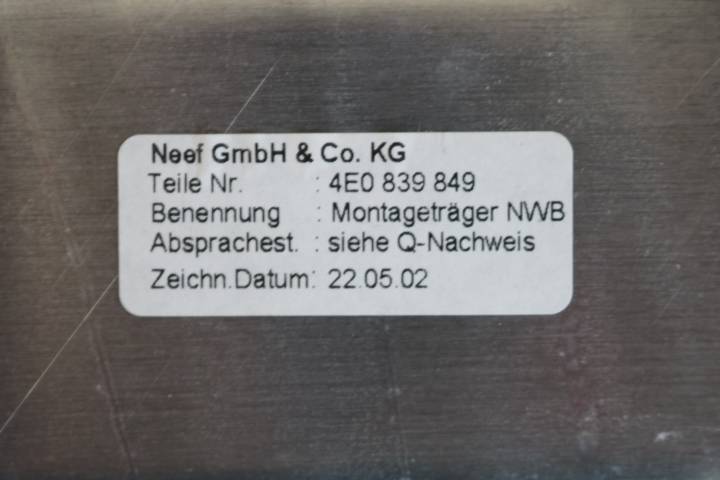 Neef GmbH & Co. KG
Teile Nr. : 4E0 839 849
Benennung : Montageträger NWB
Absprachest. : siehe Q-Nachweis
Zeichn.Datum: 22.05.02